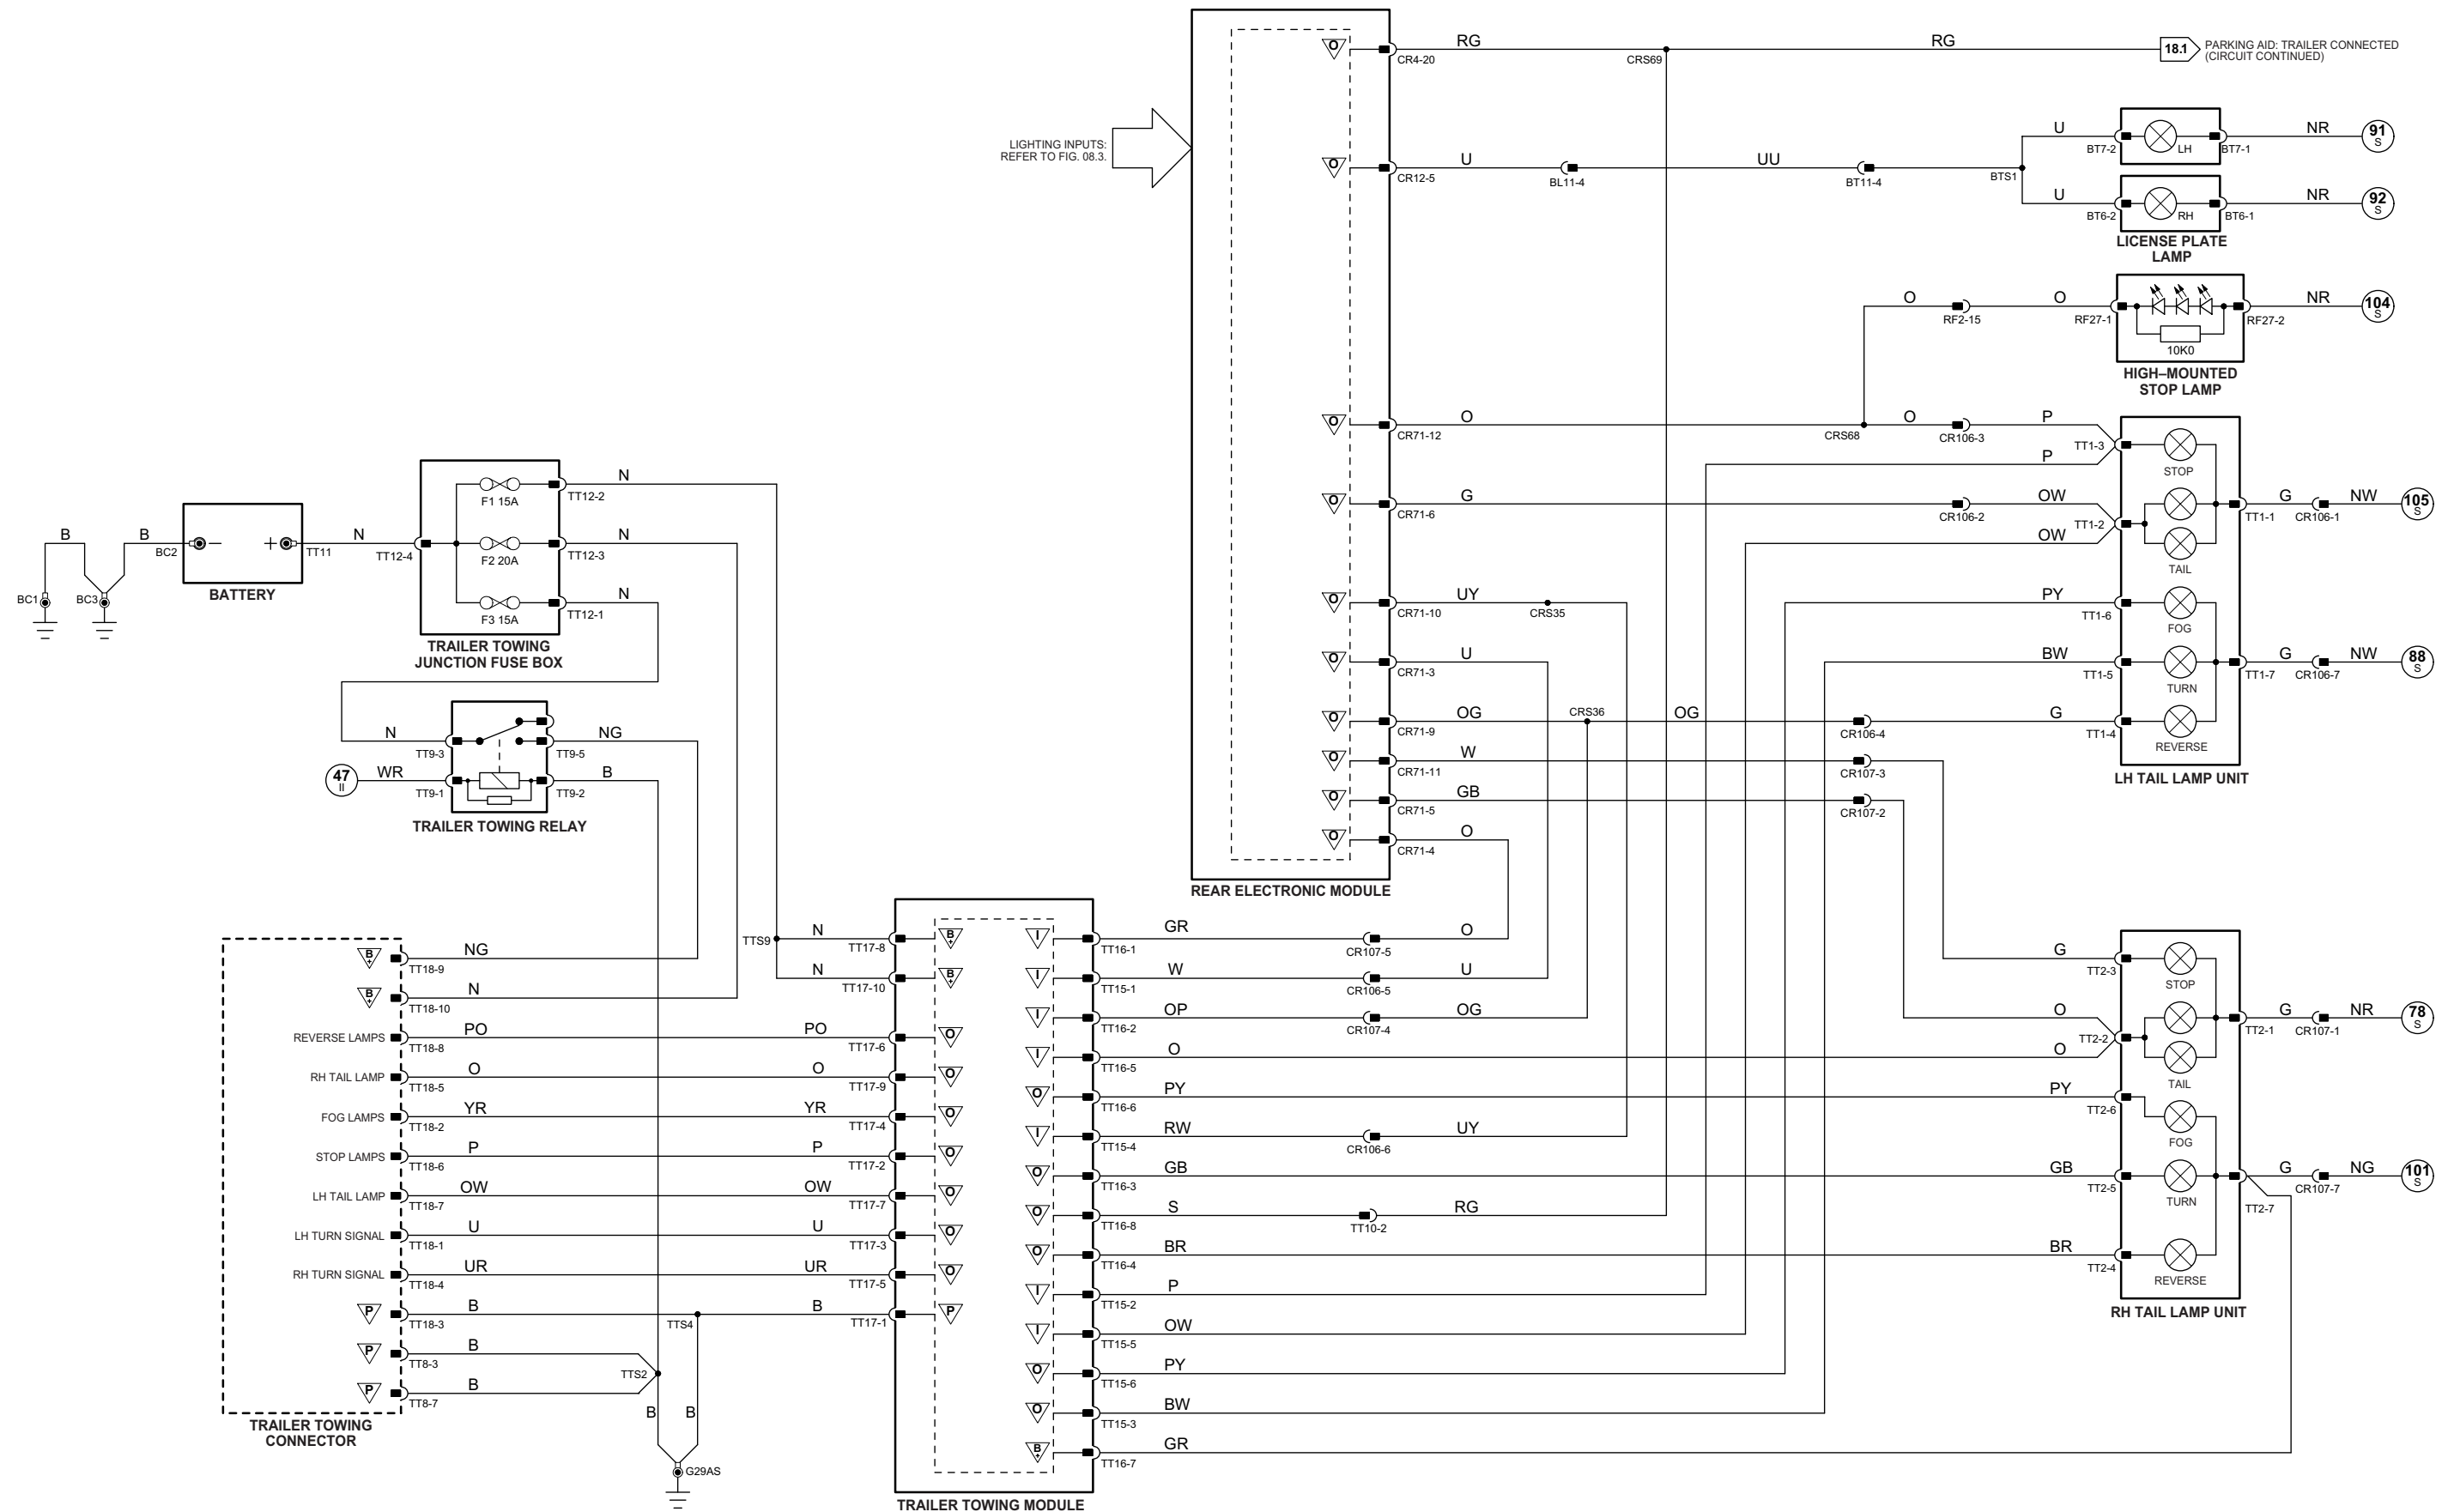 RG
RG
O
CR4-20
CRS69
18.1
PARKING AID: TRAILER CONNECTED
(CIRCUIT CONTINUED)
LIGHTING INPUTS:
REFER TO FIG. 08.3.
O
CR12-5
U
BL11-4
UU
BT11-4
BTS1
U
BT7-2
LH
BT7-1
NR
91
S
U
BT6-2
RH
BT6-1
NR
92
S
LICENSE PLATE
LAMP
O
RF2-15
O
RF27-1
10K0
RF27-2
NR
104
S
HIGH–MOUNTED
STOP LAMP
O
CR71-12
O
CRS68
O
CR106-3
P
TT1-3
P
STOP
O
CR71-6
G
CR106-2
OW
TT1-2
OW
TAIL
TT1-1
G
CR106-1
NW
105
S
O
CR71-10
UY
CRS35
PY
TT1-6
FOG
O
CR71-3
U
BW
TT1-5
TURN
TT1-7
G
CR106-7
NW
88
S
O
CR71-9
OG
CRS36
OG
CR106-4
G
TT1-4
REVERSE
LH TAIL LAMP UNIT
O
CR71-11
W
CR107-3
O
CR71-5
GB
CR107-2
O
CR71-4
O
REAR ELECTRONIC MODULE
B
B
BC1
BC3
BC2
—
+
TT11
BATTERY
N
TT12-4
F1 15A
TT12-2
N
F2 20A
TT12-3
N
F3 15A
TT12-1
N
TRAILER TOWING
JUNCTION FUSE BOX
N
TT9-3
TT9-5
NG
47
II
WR
TT9-1
TT9-2
B
TRAILER TOWING RELAY
B
+
TT18-9
NG
B
+
TT18-10
N
REVERSE LAMPS
TT18-8
PO
PO
TT17-6
O
RH TAIL LAMP
TT18-5
O
O
TT17-9
O
FOG LAMPS
TT18-2
YR
YR
TT17-4
O
STOP LAMPS
TT18-6
P
P
TT17-2
O
LH TAIL LAMP
TT18-7
OW
OW
TT17-7
O
LH TURN SIGNAL
TT18-1
U
U
TT17-3
O
RH TURN SIGNAL
TT18-4
UR
UR
TT17-5
O
P
TT18-3
B
TTS4
B
TT17-1
P
P
TT8-3
B
TTS2
P
TT8-7
B
B
B
G29AS
TRAILER TOWING
CONNECTOR
TTS9
N
TT17-8
B
+
N
TT17-10
B
+
I
TT16-1
GR
CR107-5
O
I
TT15-1
W
CR106-5
U
I
TT16-2
OP
CR107-4
OG
I
TT16-5
O
O
O
TT16-6
PY
PY
I
TT15-4
RW
CR106-6
UY
O
TT16-3
GB
GB
O
TT16-8
S
TT10-2
RG
O
TT16-4
BR
BR
I
TT15-2
P
I
TT15-5
OW
O
TT15-6
PY
O
TT15-3
BW
B
+
TT16-7
GR
TRAILER TOWING MODULE
G
TT2-3
STOP
O
TT2-2
TAIL
TT2-1
G
CR107-1
NR
78
S
TT2-6
FOG
TT2-5
TURN
TT2-7
G
CR107-7
NG
101
S
TT2-4
REVERSE
RH TAIL LAMP UNIT